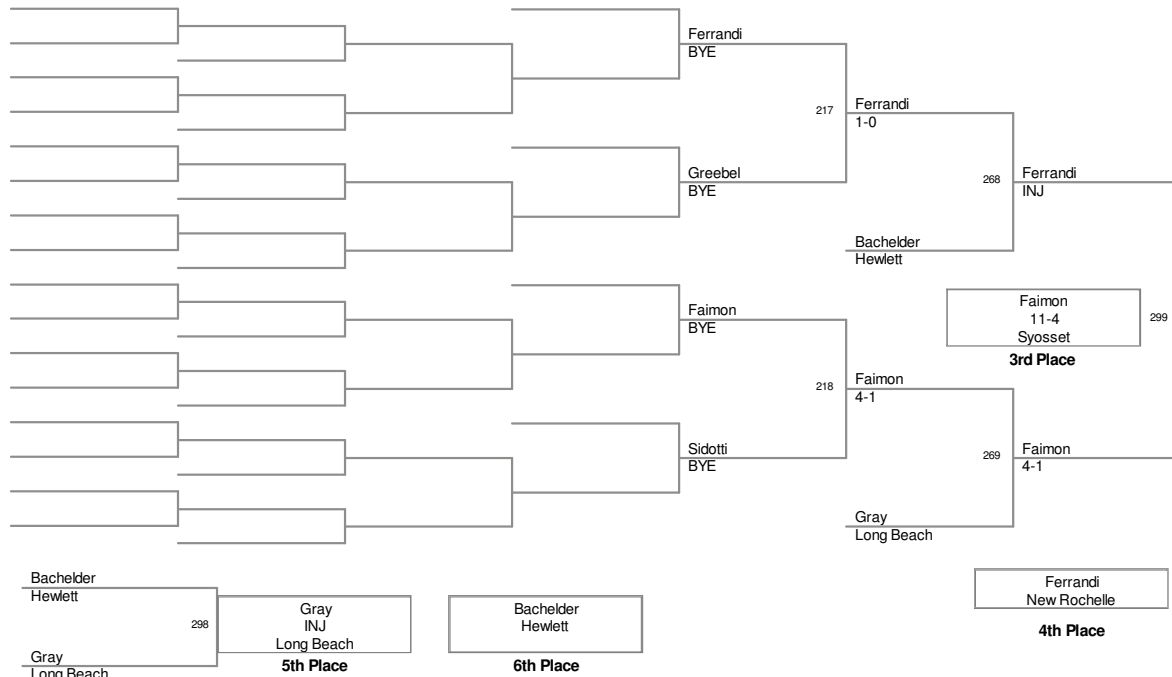 Ferrandi
BYE
217
Ferrandi
1-0
Greebel
BYE
268
Ferrandi
INJ
Bachelder
Hewlett
Faimon
BYE
Faimon
11-4
Syosset
299
3rd Place
218
Faimon
4-1
Sidotti
BYE
269
Faimon
4-1
Gray
Long Beach
Bachelder
Hewlett
298
Gray
Long Beach
Gray
INJ
Long Beach
5th Place
Bachelder
Hewlett
6th Place
Ferrandi
New Rochelle
4th Place